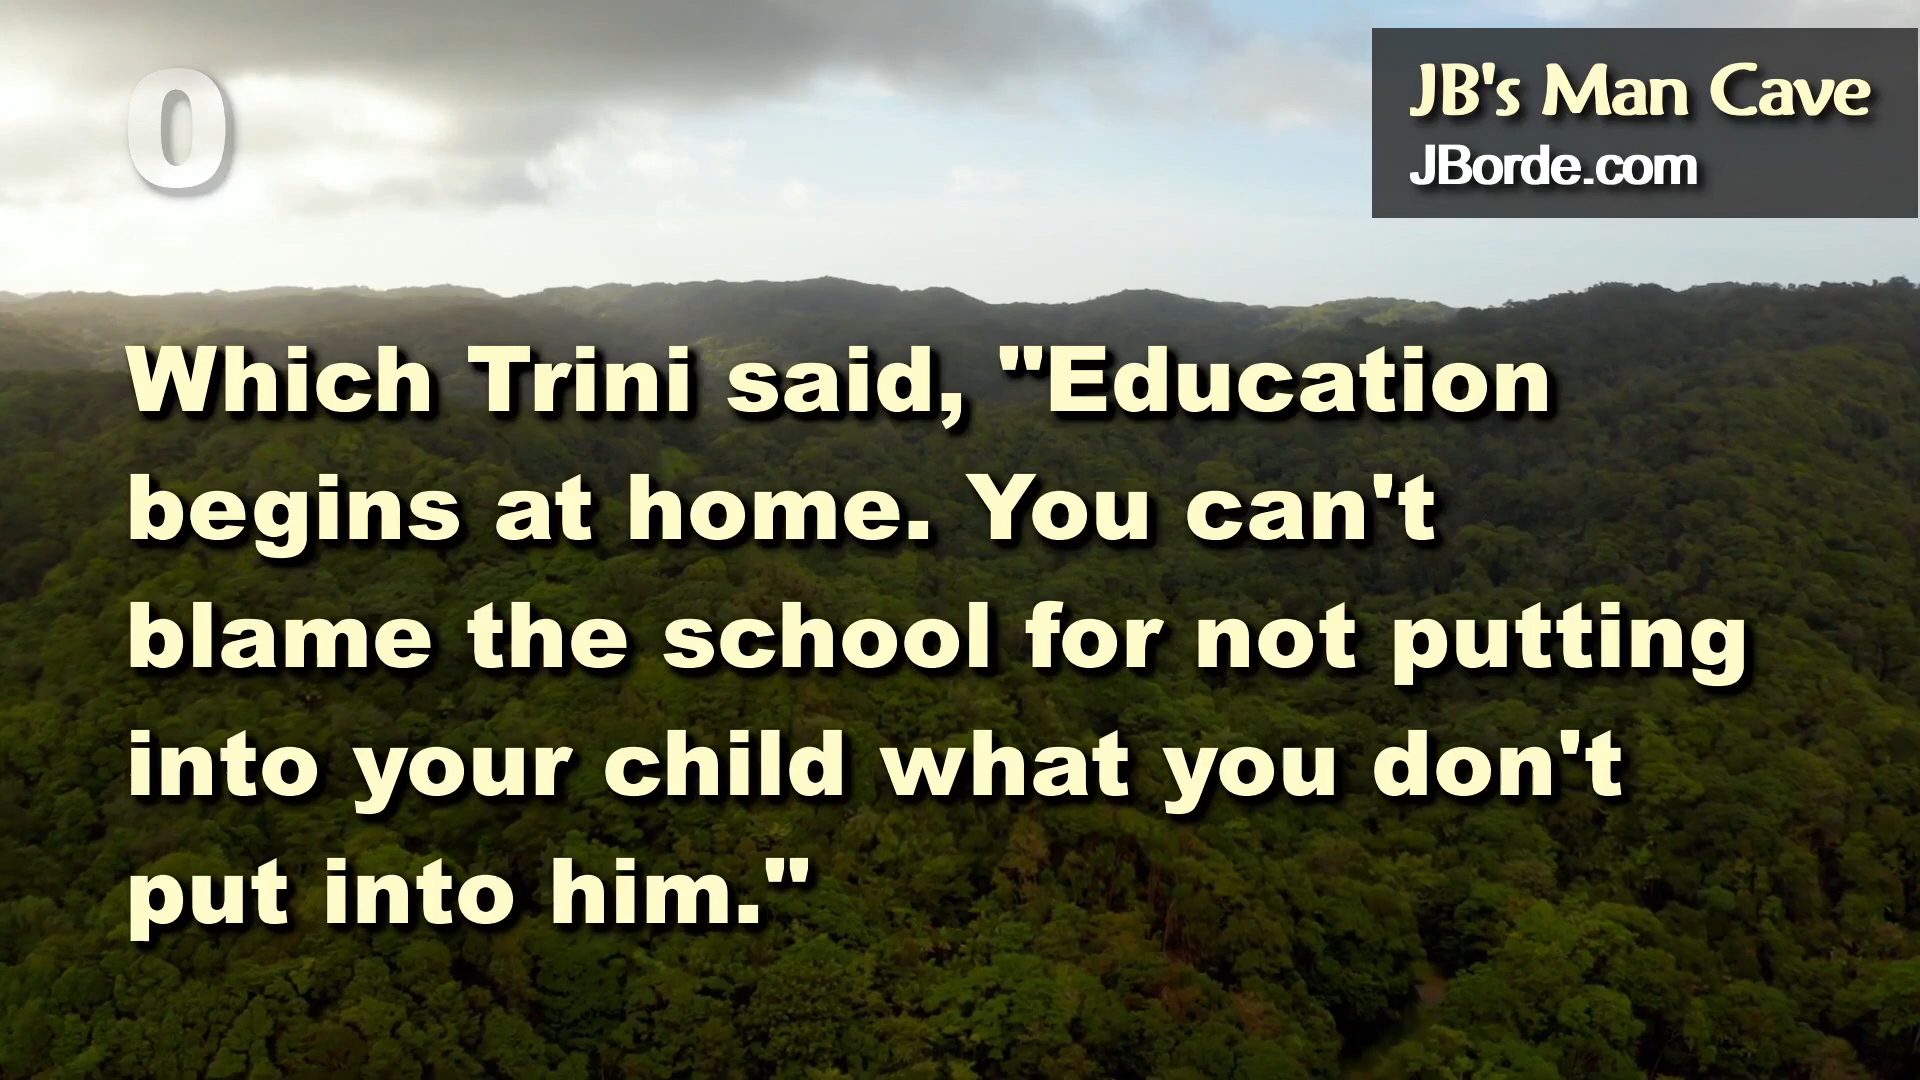 0
JB's Man Cave
JBorde.com
Which Trini said, "Education
begins at home. You can't
blame the school for not putting
into your child what you don't
put into him."